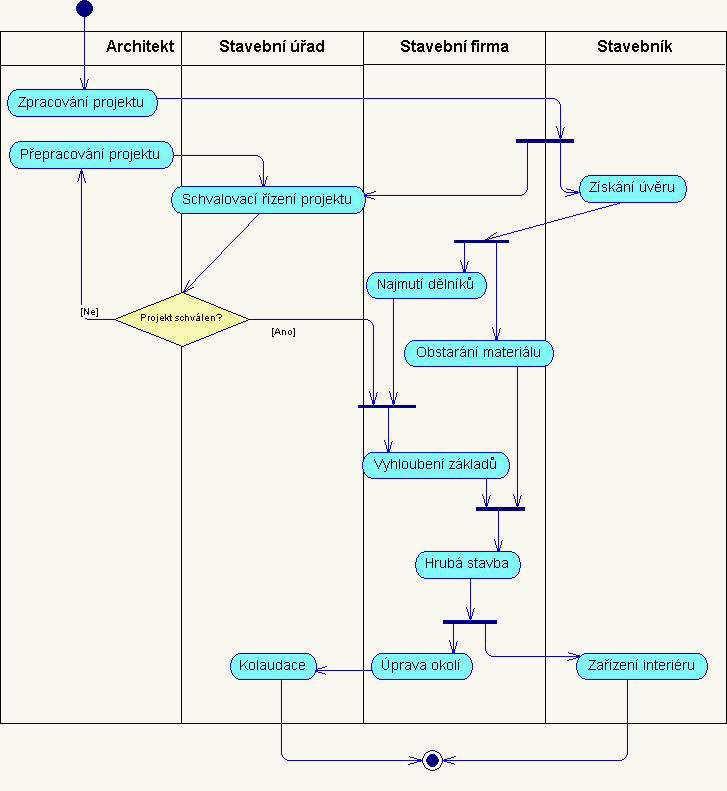 Architekt
Stavební úřad
Stavební firma
Stavebník
Zpracování projektu
Přepracování projektu
Schvalovací řízení projektu
Získání úvěru
Najmutí dělníků
[Ne]
Projekt schválen?
[Ano]
Obstarání materiálu
Vyhloubení základů
Hrubá stavba
Kolaudace
Úprava okolí
Zařízení interiéru